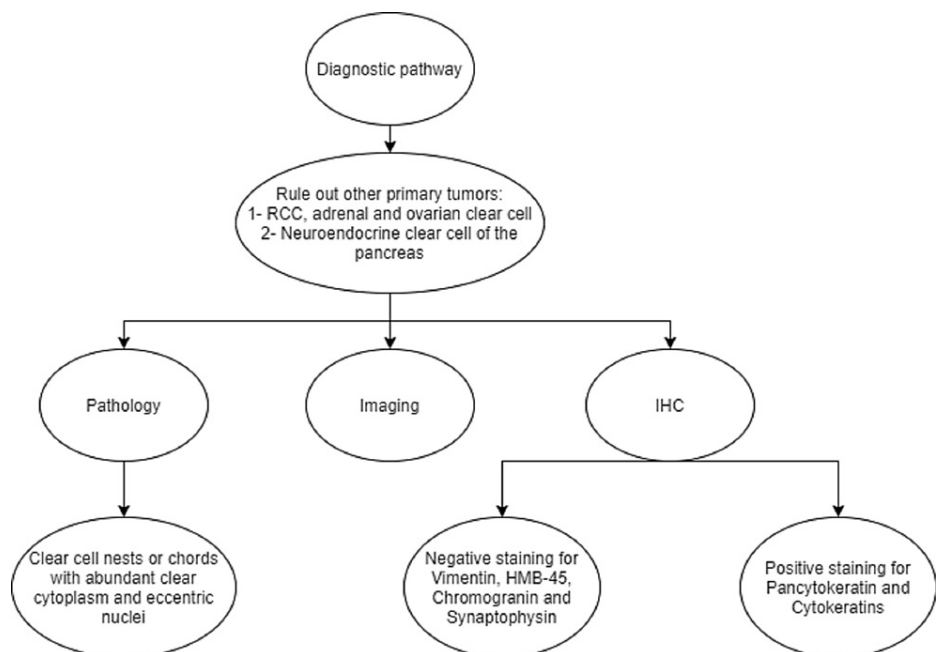 Diagnostic pathway
Rule out other primary tumors:
1- RCC, adrenal and ovarian clear cell
2- Neuroendocrine clear cell of the
pancreas
Pathology
Imaging
IHC
Clear cell nests or chords
with abundant clear
cytoplasm and eccentric
nuclei
Negative staining for
Vimentin, HMB-45,
Chromogranin and
Synaptophysin
Positive staining for
Pancytokeratin and
Cytokeratins